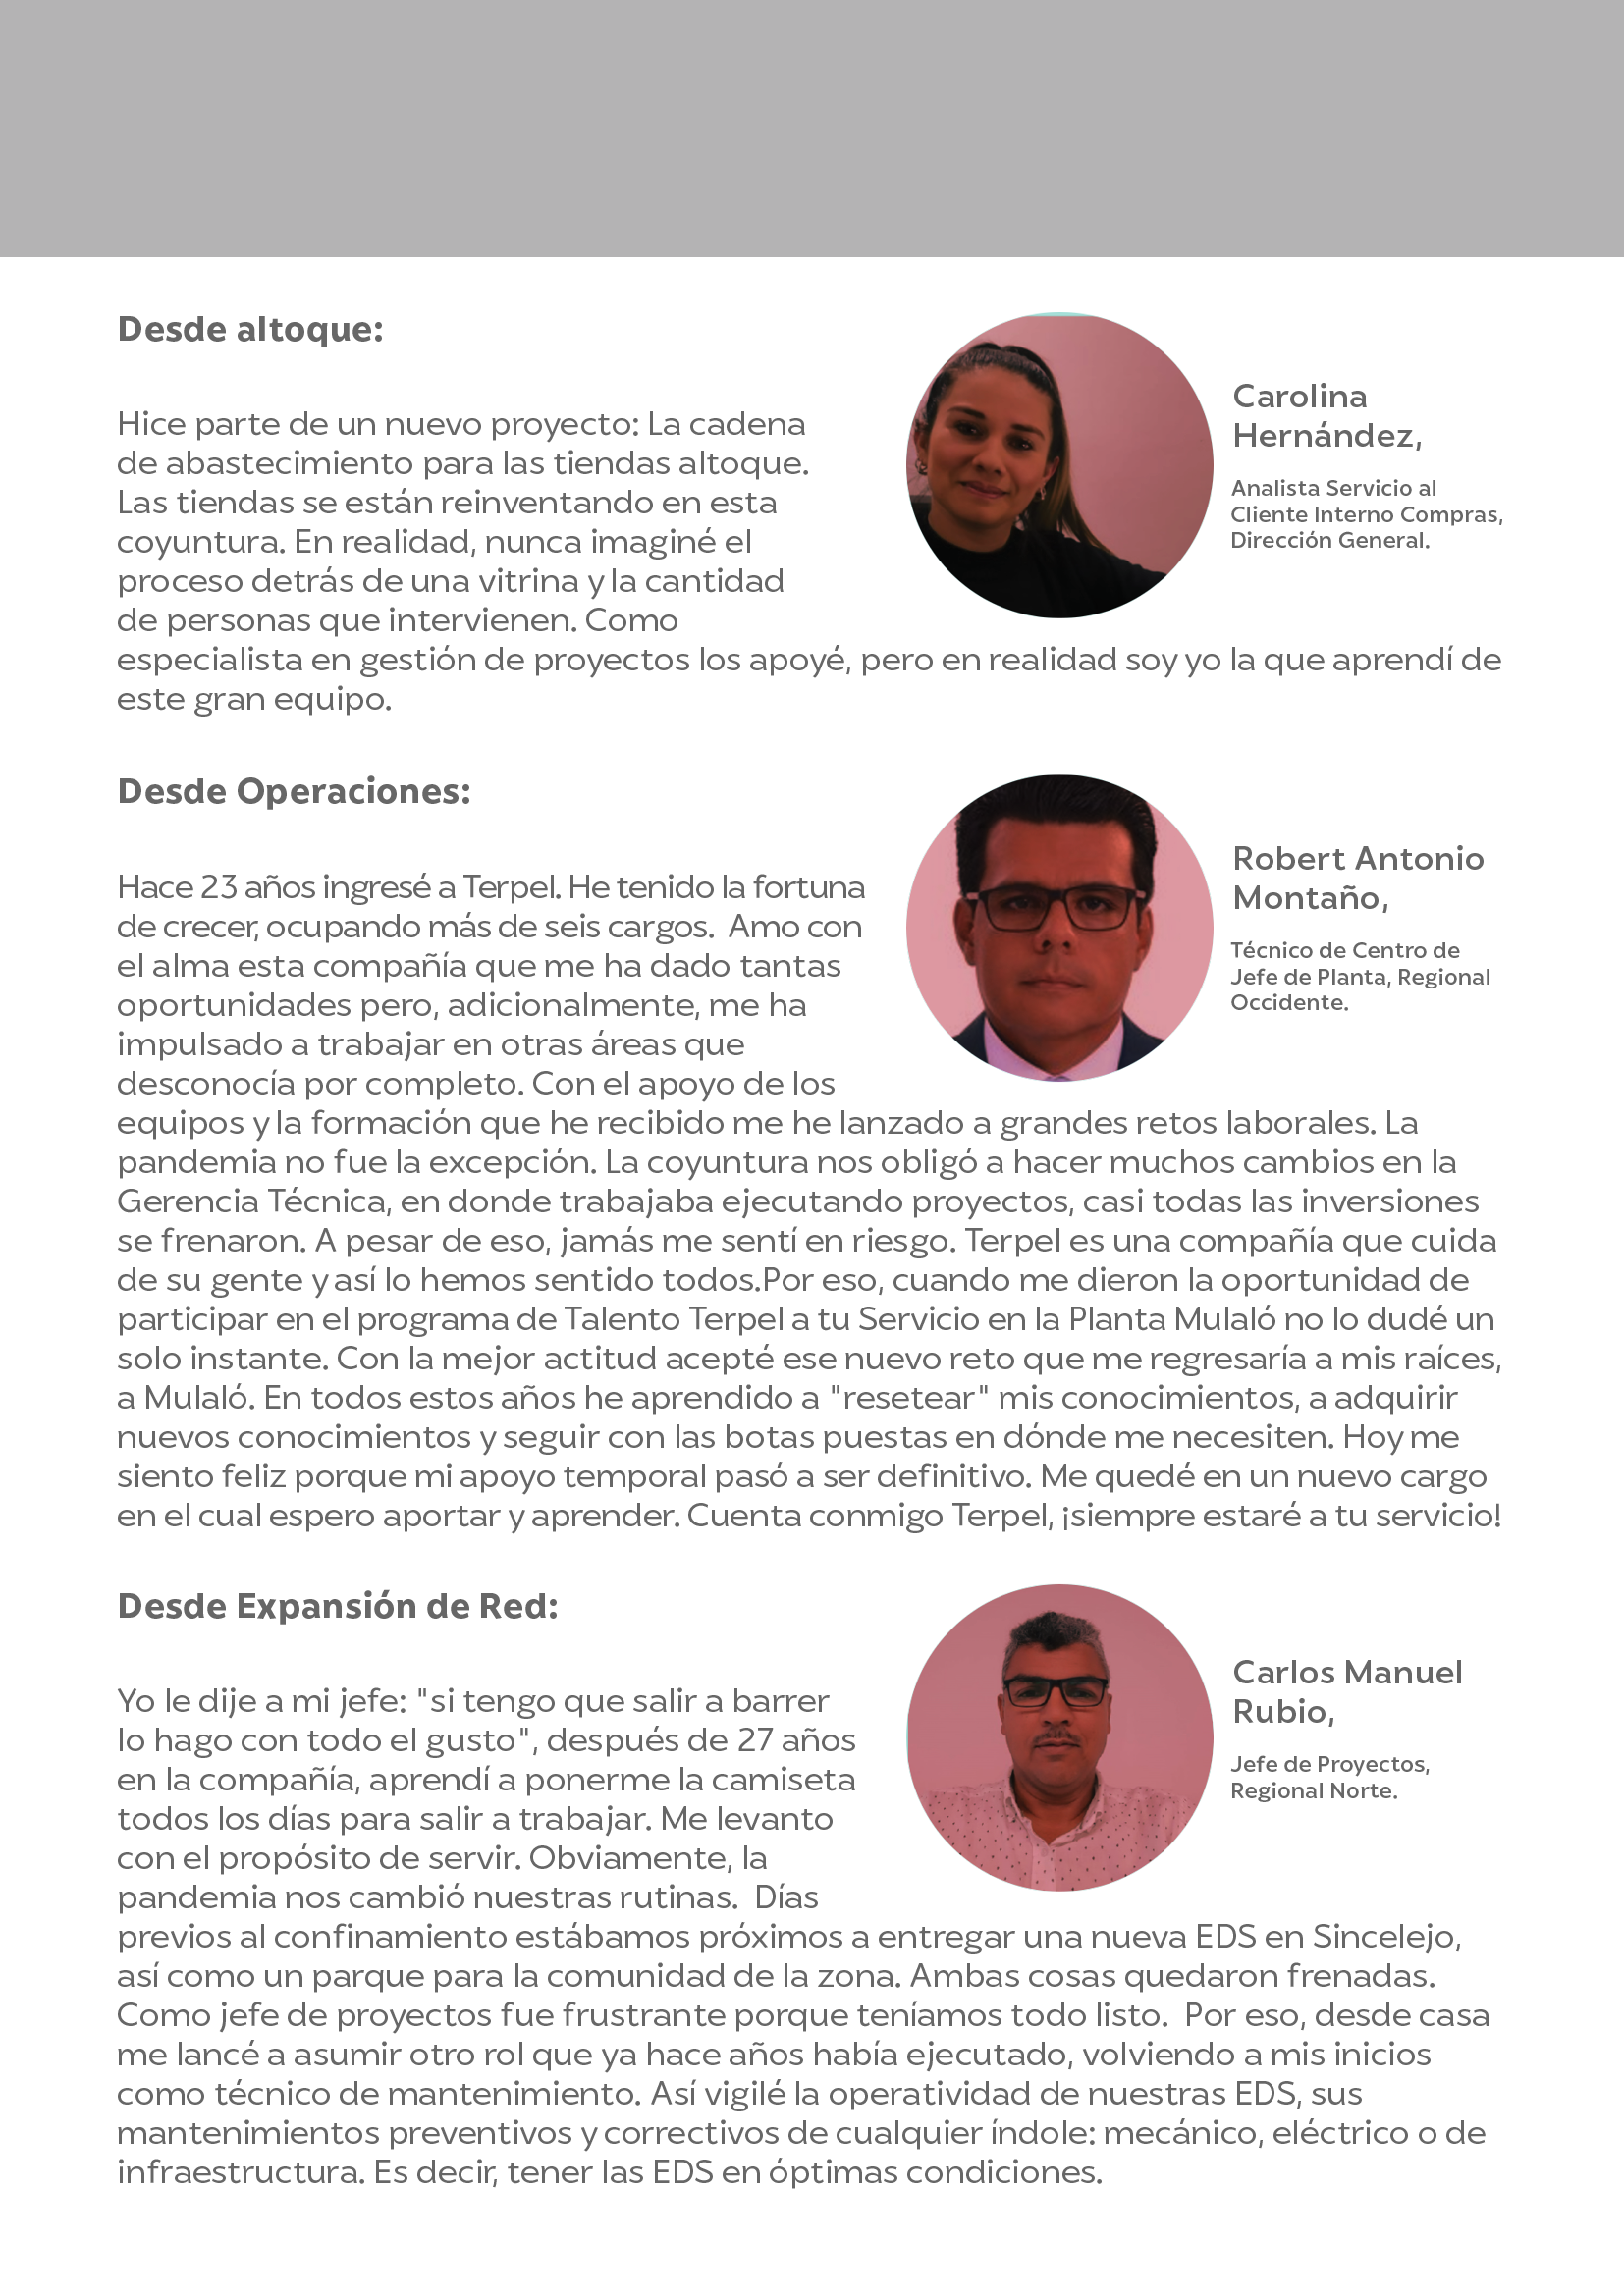 Desde altoque:
Hice parte de un nuevo proyecto: La cadena
de abastecimiento para las tiendas altoque.
Las tiendas se están reinventando en esta
coyuntura. En realidad, nunca imaginé el
proceso detrás de una vitrina y la cantidad
de personas que intervienen. Como
especialista en gestión de proyectos los apoyé, pero en realidad soy yo la que aprendí de
este gran equipo.
Carolina
Hernández,
Analista Servicio al
Cliente Interno Compras,
Dirección General.
Desde Operaciones:
Hace 23 años ingresé a Terpel. He tenido la fortuna
de crecer, ocupando más de seis cargos.  Amo con
el alma esta compañía que me ha dado tantas
oportunidades pero, adicionalmente, me ha
impulsado a trabajar en otras áreas que
desconocía por completo. Con el apoyo de los
equipos y la formación que he recibido me he lanzado a grandes retos laborales. La
pandemia no fue la excepción. La coyuntura nos obligó a hacer muchos cambios en la
Gerencia Técnica, en donde trabajaba ejecutando proyectos, casi todas las inversiones
se frenaron. A pesar de eso, jamás me sentí en riesgo. Terpel es una compañía que cuida
de su gente y así lo hemos sentido todos.Por eso, cuando me dieron la oportunidad de
participar en el programa de Talento Terpel a tu Servicio en la Planta Mulaló no lo dudé un
solo instante. Con la mejor actitud acepté ese nuevo reto que me regresaría a mis raíces,
a Mulaló. En todos estos años he aprendido a "resetear" mis conocimientos, a adquirir
nuevos conocimientos y seguir con las botas puestas en dónde me necesiten. Hoy me
siento feliz porque mi apoyo temporal pasó a ser definitivo. Me quedé en un nuevo cargo
en el cual espero aportar y aprender. Cuenta conmigo Terpel, ¡siempre estaré a tu servicio!
Robert Antonio
Montaño,
Técnico de Centro de
Jefe de Planta, Regional
Occidente.
Desde Expansión de Red:
Yo le dije a mi jefe: "si tengo que salir a barrer
lo hago con todo el gusto", después de 27 años
en la compañía, aprendí a ponerme la camiseta
todos los días para salir a trabajar. Me levanto
con el propósito de servir. Obviamente, la
pandemia nos cambió nuestras rutinas.  Días
previos al confinamiento estábamos próximos a entregar una nueva EDS en Sincelejo,
así como un parque para la comunidad de la zona. Ambas cosas quedaron frenadas.
Como jefe de proyectos fue frustrante porque teníamos todo listo.  Por eso, desde casa
me lancé a asumir otro rol que ya hace años había ejecutado, volviendo a mis inicios
como técnico de mantenimiento. Así vigilé la operatividad de nuestras EDS, sus
mantenimientos preventivos y correctivos de cualquier índole: mecánico, eléctrico o de
infraestructura. Es decir, tener las EDS en óptimas condiciones.
Carlos Manuel
Rubio,
Jefe de Proyectos,
Regional Norte.